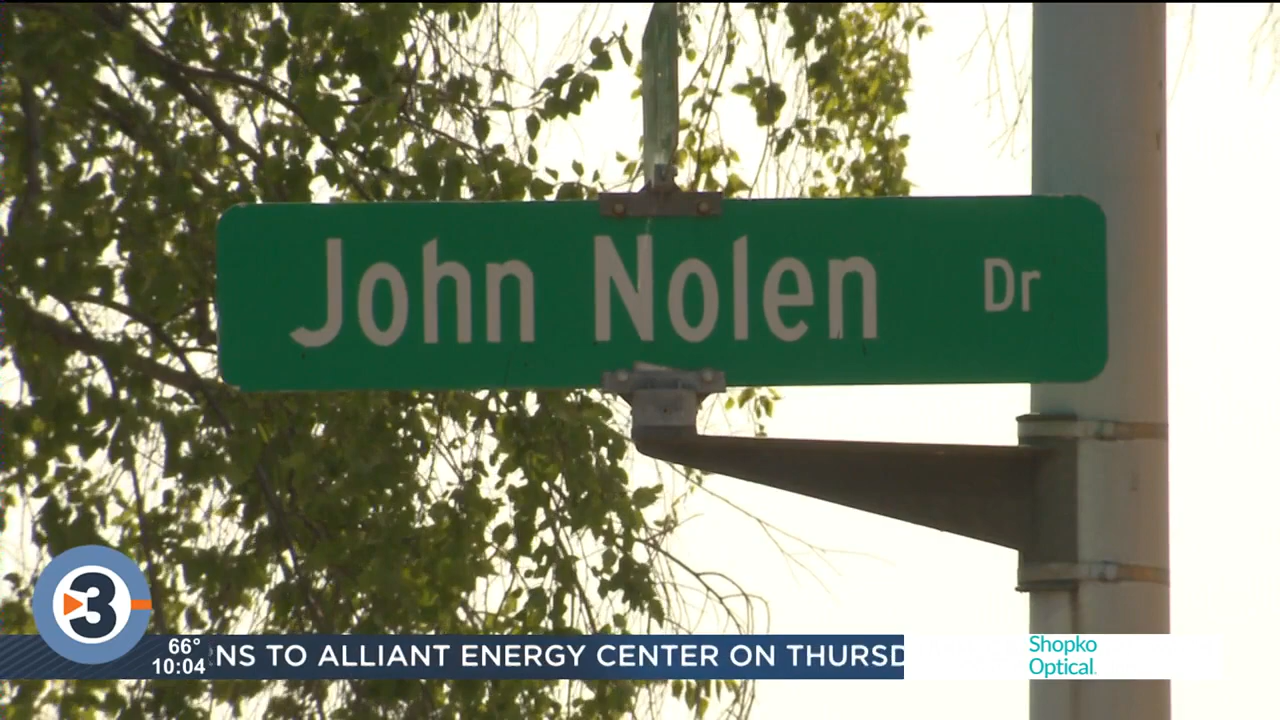 John Nolen Dr
3
66°
10:04
NS TO ALLIANT ENERGY CENTER ON THURSD
Shopko
Optical